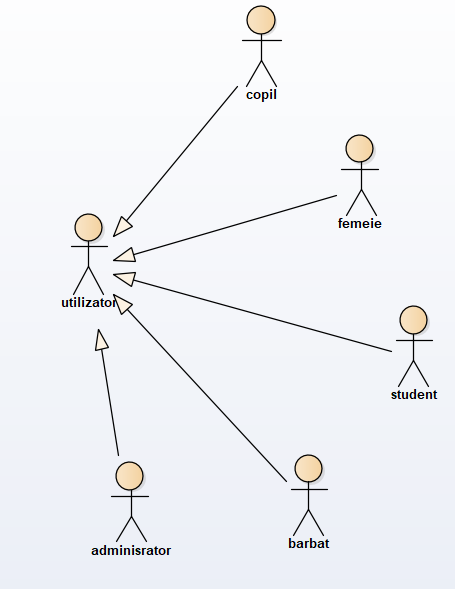 copil
femeie
utilizator
student
adminisrator
barbat